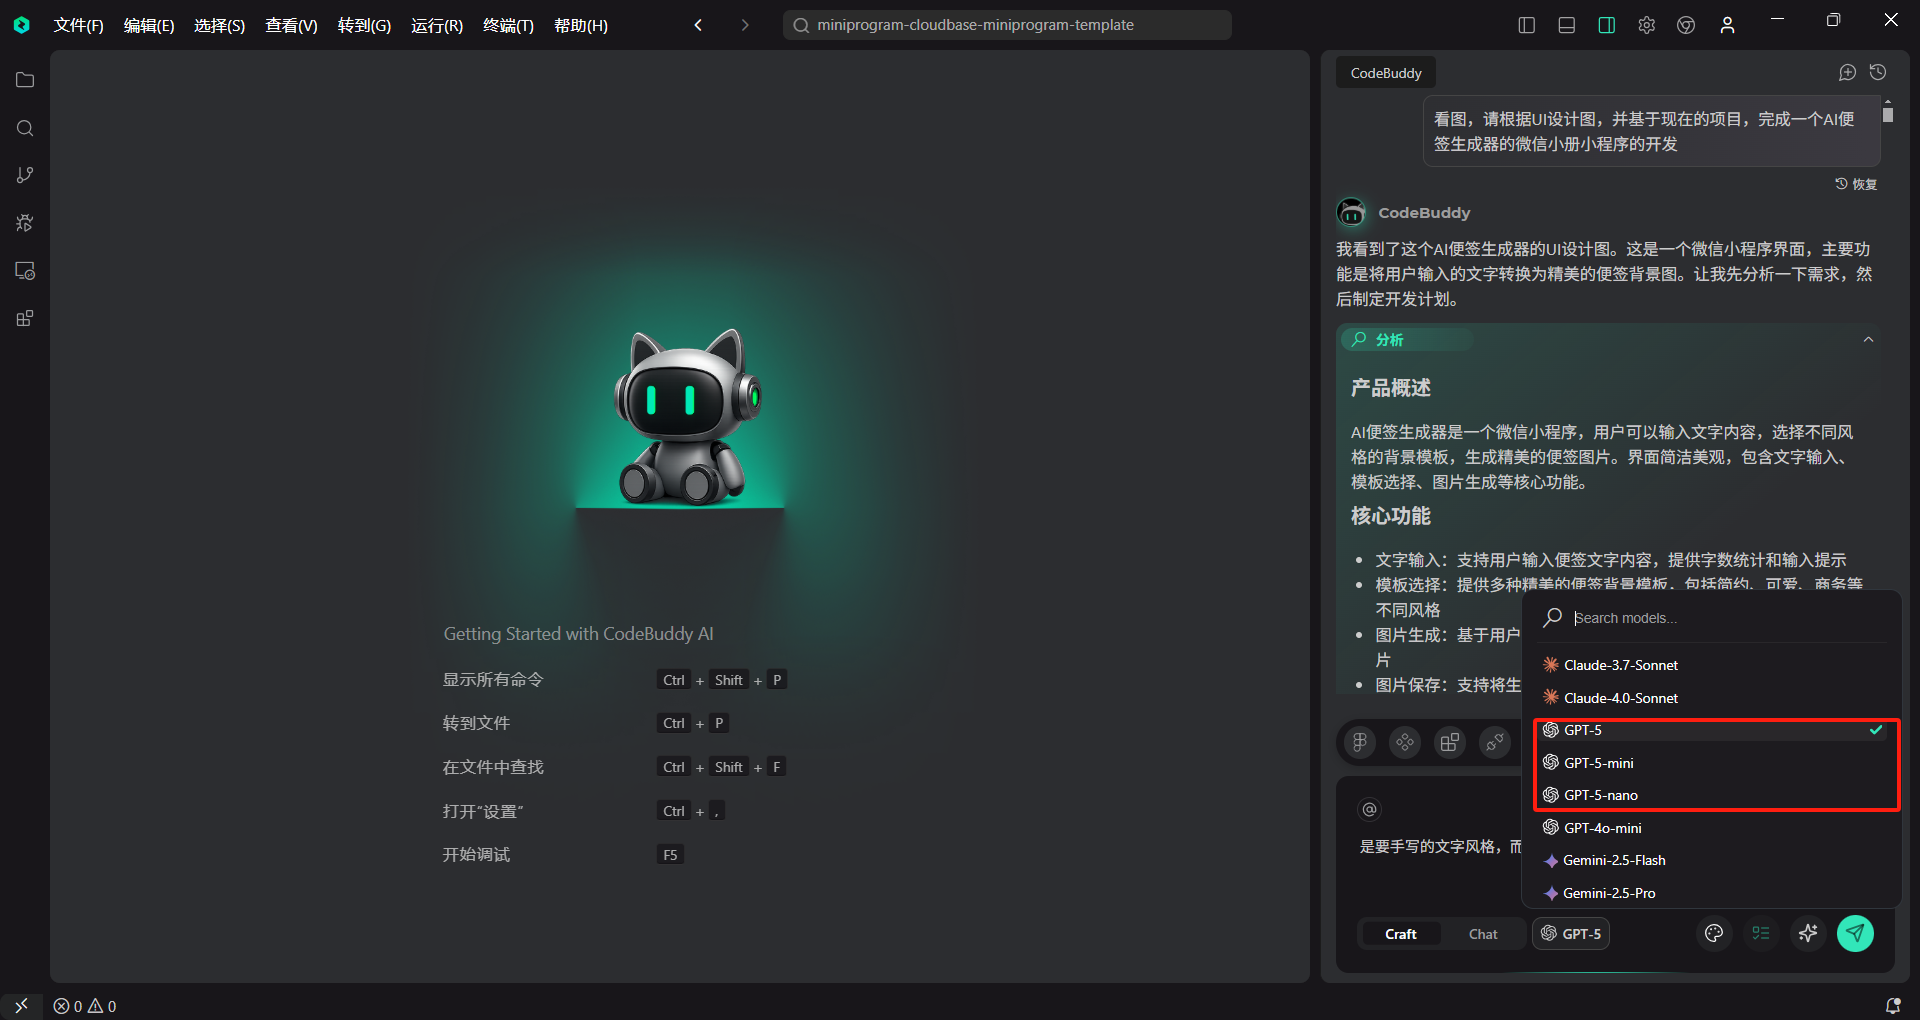 文件(F) 编辑(E) 选择(S) 查看(V) 转到(G) 运行(R) 终端(T) 帮助(H)
miniprogram-cloudbase-miniprogram-template
Getting Started with CodeBuddy AI
显示所有命令 Ctrl + Shift + P
转到文件 Ctrl + P
在文件中查找 Ctrl + Shift + F
打开"设置" Ctrl + ,
开始调试 F5
CodeBuddy
看图，请根据UI设计图，并基于现在的项目，完成一个AI便
签生成器的微信小册小程序的开发
恢复
CodeBuddy
我看到了这个AI便签生成器的UI设计图。这是一个微信小程序界面，主要功
能是将用户输入的文字转换为精美的便签背景图。让我先分析一下需求，然
后制定开发计划。
分析
产品概述
AI便签生成器是一个微信小程序，用户可以输入文字内容，选择不同风
格的背景模板，生成精美的便签图片。界面简洁美观，包含文字输入、
模板选择、图片生成等核心功能。
核心功能
• 文字输入：支持用户输入便签文字内容，提供字数统计和输入提示
• 模板选择：提供多种精美的便签背景模板，包括简约、可爱、商务等
不同风格
• 图片生成：基于用户
片
• 图片保存：支持将生
Search models...
Claude-3.7-Sonnet
Claude-4.0-Sonnet
GPT-5
GPT-5-mini
GPT-5-nano
GPT-4o-mini
Gemini-2.5-Flash
Gemini-2.5-Pro
@
是要手写的文字风格，而
Craft Chat GPT-5
0 0